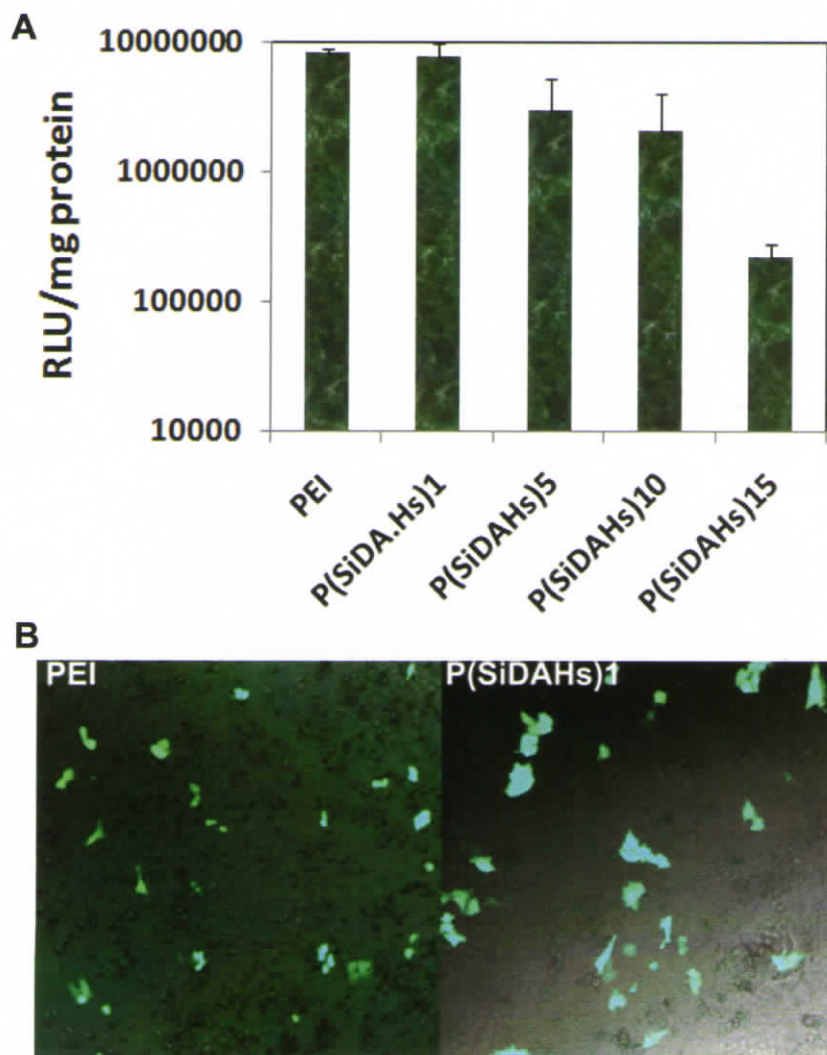 A
RLU/mg protein
10000000
1000000
100000
10000
PEI
P(SiDA.Hs)1
P(SiDAHs)5
P(SiDAHs)10
P(SiDAHs)15
B
PEI
P(SiDAHs)1